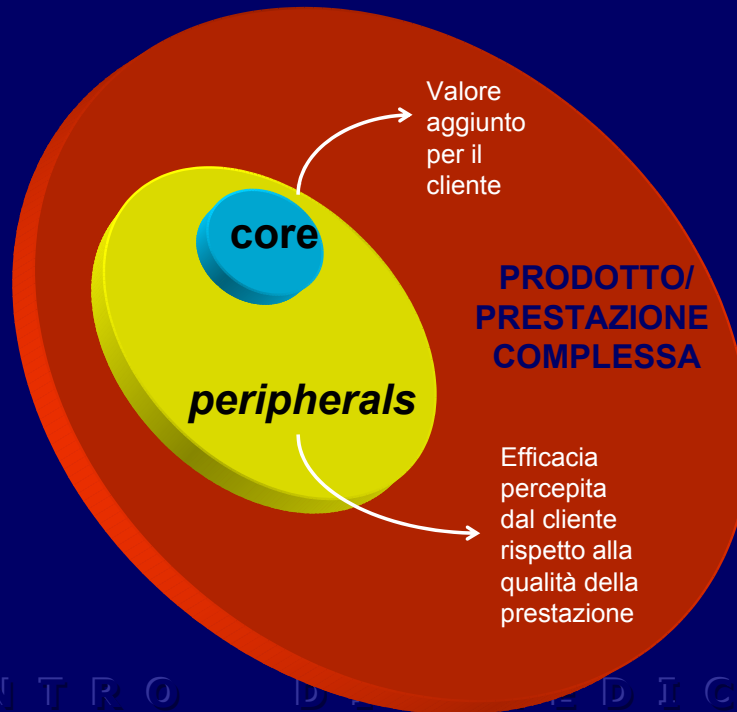 Valore
aggiunto
per il
cliente
core
PRODOTTO/
PRESTAZIONE
COMPLESSA
peripherals
Efficacia
percepita
dal cliente
rispetto alla
qualità della
prestazione